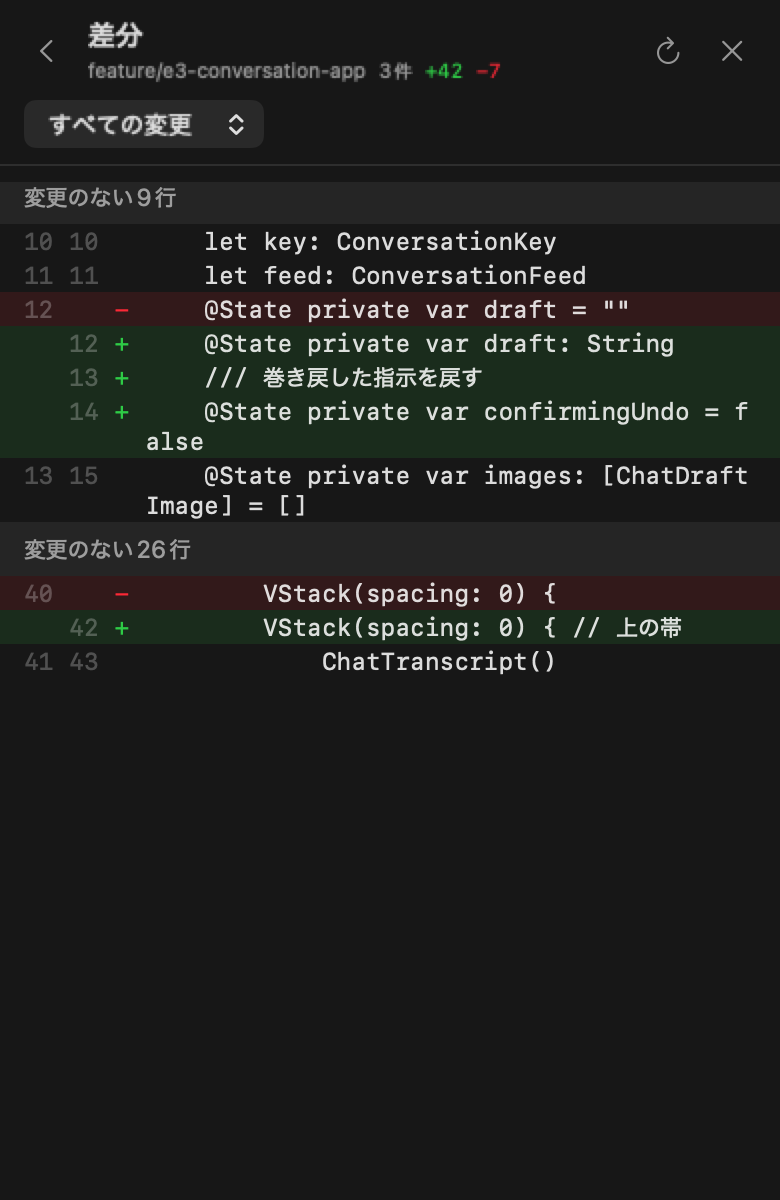 差分
feature/e3-conversation-app 3件 +42 −7
すべての変更
変更のない9行
10 10 let key: ConversationKey
11 11 let feed: ConversationFeed
12 − @State private var draft = ""
12 + @State private var draft: String
13 + /// 巻き戻した指示を戻す
14 + @State private var confirmingUndo = f
alse
13 15 @State private var images: [ChatDraft
Image] = []
変更のない26行
40 − VStack(spacing: 0) {
42 + VStack(spacing: 0) { // 上の帯
41 43 ChatTranscript()